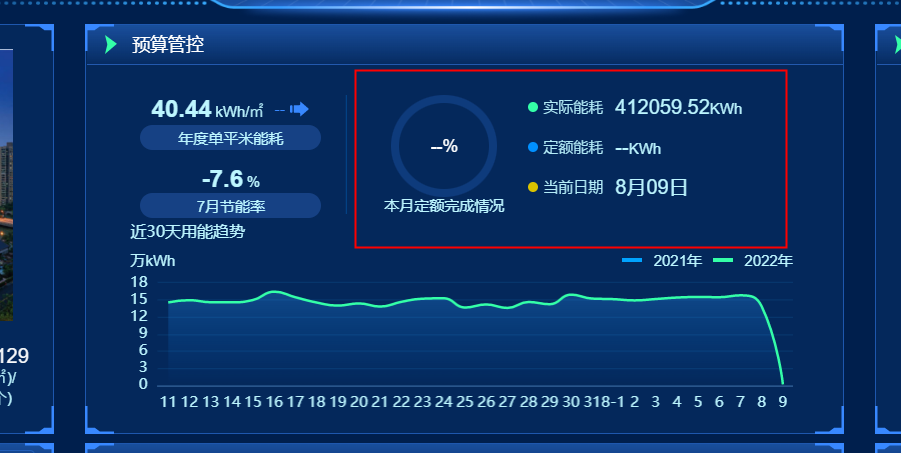 预算管控
40.44 kWh/㎡ --
年度单平米能耗
-7.6 %
7月节能率
--%
本月定额完成情况
实际能耗 412059.52KWh
定额能耗 --KWh
当前日期 8月09日
近30天用能趋势
万kWh
2021年 2022年
18
15
12
9
6
3
0
11 12 13 14 15 16 17 18 19 20 21 22 23 24 25 26 27 28 29 30 318-1 2 3 4 5 6 7 8 9
129
㎡)/
个)